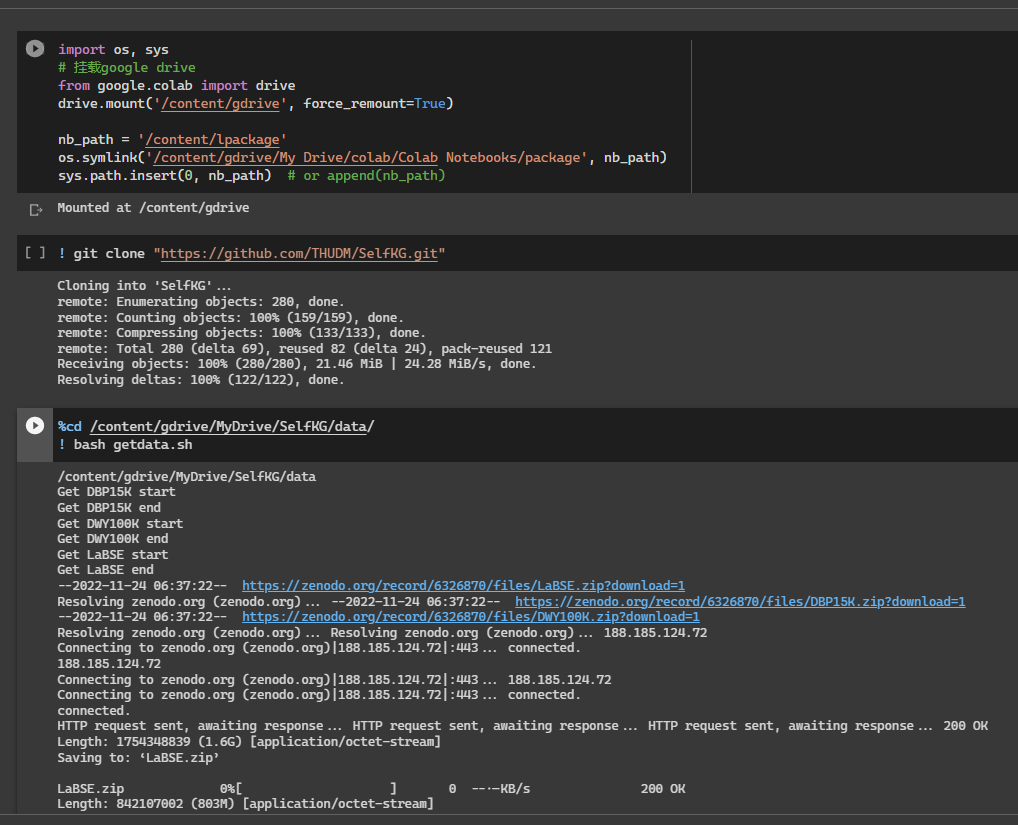 import os, sys
# 挂载google drive
from google.colab import drive
drive.mount('/content/gdrive', force_remount=True)
nb_path = '/content/lpackage'
os.symlink('/content/gdrive/My Drive/colab/Colab Notebooks/package', nb_path)
sys.path.insert(0, nb_path)  # or append(nb_path)
Mounted at /content/gdrive
[ ] ! git clone "https://github.com/THUDM/SelfKG.git"
Cloning into 'SelfKG'...
remote: Enumerating objects: 280, done.
remote: Counting objects: 100% (159/159), done.
remote: Compressing objects: 100% (133/133), done.
remote: Total 280 (delta 69), reused 82 (delta 24), pack-reused 121
Receiving objects: 100% (280/280), 21.46 MiB | 24.28 MiB/s, done.
Resolving deltas: 100% (122/122), done.
%cd /content/gdrive/MyDrive/SelfKG/data/
! bash getdata.sh
/content/gdrive/MyDrive/SelfKG/data
Get DBP15K start
Get DBP15K end
Get DWY100K start
Get DWY100K end
Get LaBSE start
Get LaBSE end
--2022-11-24 06:37:22--  https://zenodo.org/record/6326870/files/LaBSE.zip?download=1
Resolving zenodo.org (zenodo.org)... --2022-11-24 06:37:22--  https://zenodo.org/record/6326870/files/DBP15K.zip?download=1
--2022-11-24 06:37:22--  https://zenodo.org/record/6326870/files/DWY100K.zip?download=1
Resolving zenodo.org (zenodo.org)... Resolving zenodo.org (zenodo.org)... 188.185.124.72
Connecting to zenodo.org (zenodo.org)|188.185.124.72|:443... connected.
188.185.124.72
Connecting to zenodo.org (zenodo.org)|188.185.124.72|:443... 188.185.124.72
Connecting to zenodo.org (zenodo.org)|188.185.124.72|:443... connected.
connected.
HTTP request sent, awaiting response... HTTP request sent, awaiting response... HTTP request sent, awaiting response... 200 OK
Length: 1754348839 (1.6G) [application/octet-stream]
Saving to: ‘LaBSE.zip’
LaBSE.zip            0%[                    ]       0  --.-KB/s               200 OK
Length: 842107002 (803M) [application/octet-stream]